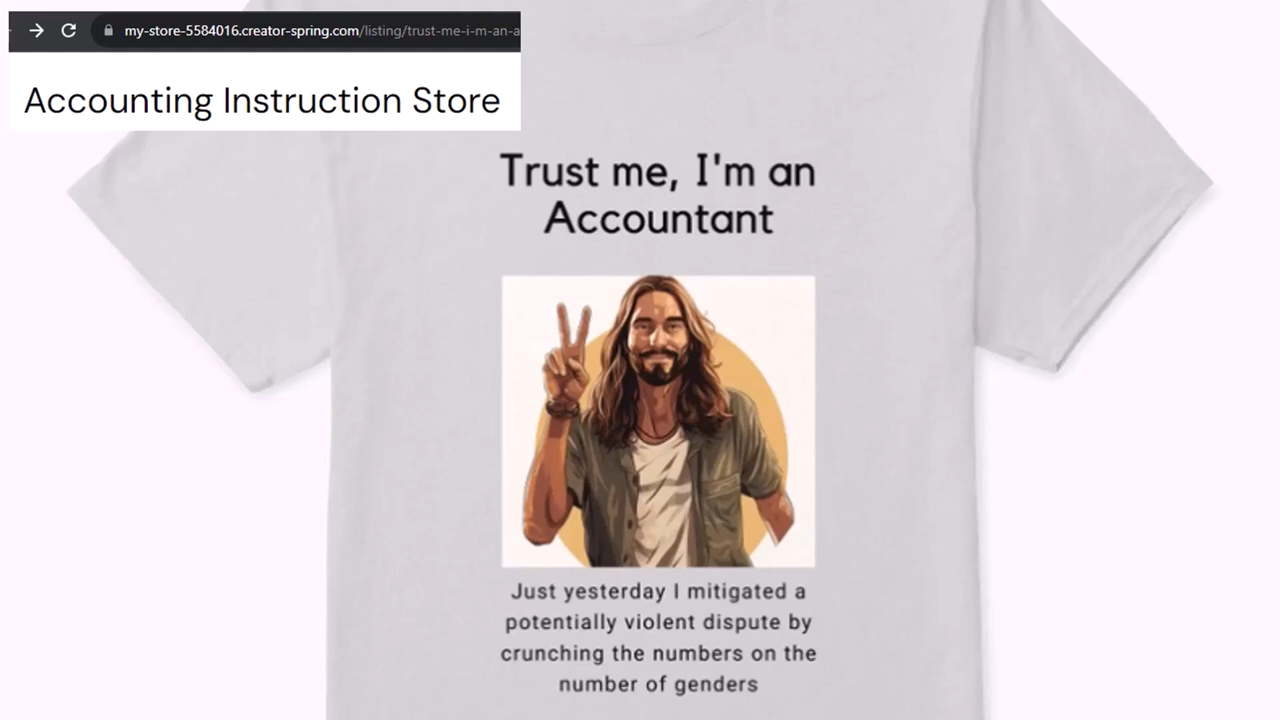 my-store-5584016.creator-spring.com/listing/trust-me-i-m-an-a
Accounting Instruction Store
Trust me, I'm an
Accountant
Just yesterday I mitigated a
potentially violent dispute by
crunching the numbers on the
number of genders